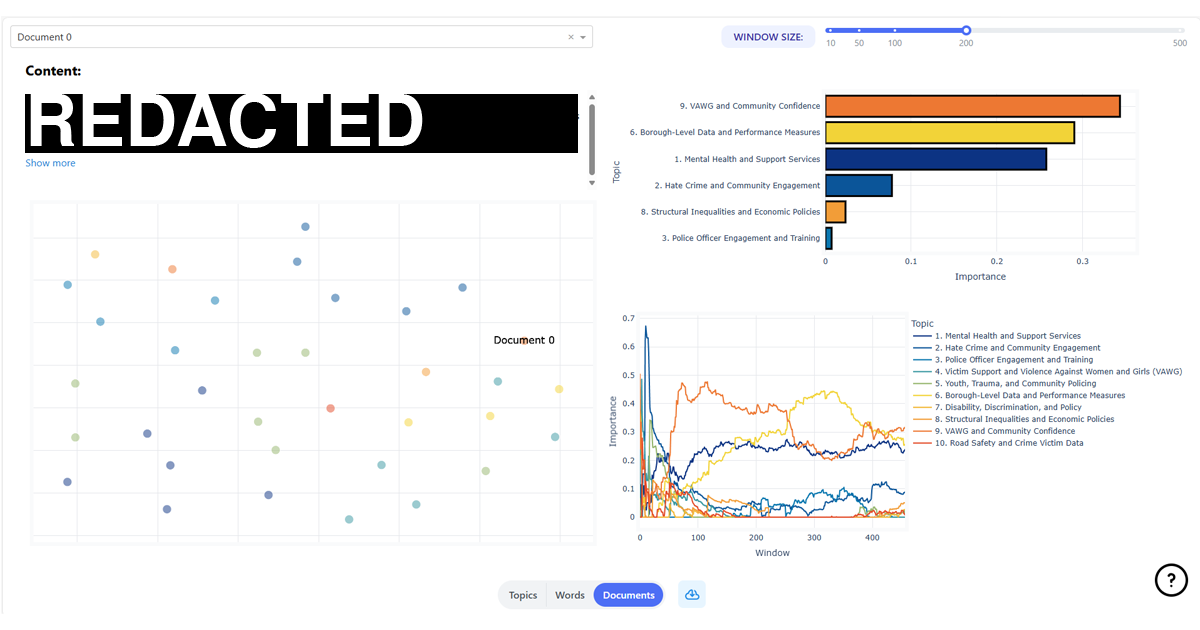 Document 0
×
WINDOW SIZE:
10 50 100 200 500
Content:
REDACTED
Show more
Document 0
Topic
9. VAWG and Community Confidence
6. Borough-Level Data and Performance Measures
1. Mental Health and Support Services
2. Hate Crime and Community Engagement
8. Structural Inequalities and Economic Policies
3. Police Officer Engagement and Training
0 0.1 0.2 0.3
Importance
Importance
0.7
0.6
0.5
0.4
0.3
0.2
0.1
0
0 100 200 300 400
Window
Topic
1. Mental Health and Support Services
2. Hate Crime and Community Engagement
3. Police Officer Engagement and Training
4. Victim Support and Violence Against Women and Girls (VAWG)
5. Youth, Trauma, and Community Policing
6. Borough-Level Data and Performance Measures
7. Disability, Discrimination, and Policy
8. Structural Inequalities and Economic Policies
9. VAWG and Community Confidence
10. Road Safety and Crime Victim Data
Topics Words Documents
?